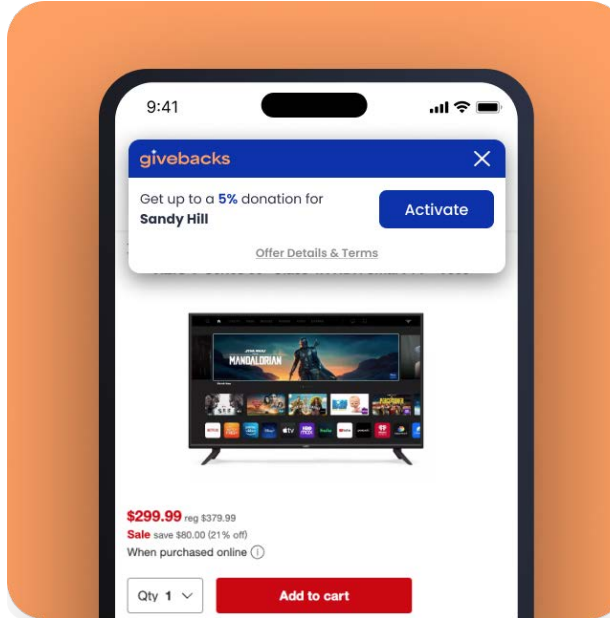 9:41
givebacks
Get up to a 5% donation for
Sandy Hill
Activate
Offer Details & Terms
MANDALORIAN
$299.99 reg $379.99
Sale save $80.00 (21% off)
When purchased online
Qty 1
Add to cart